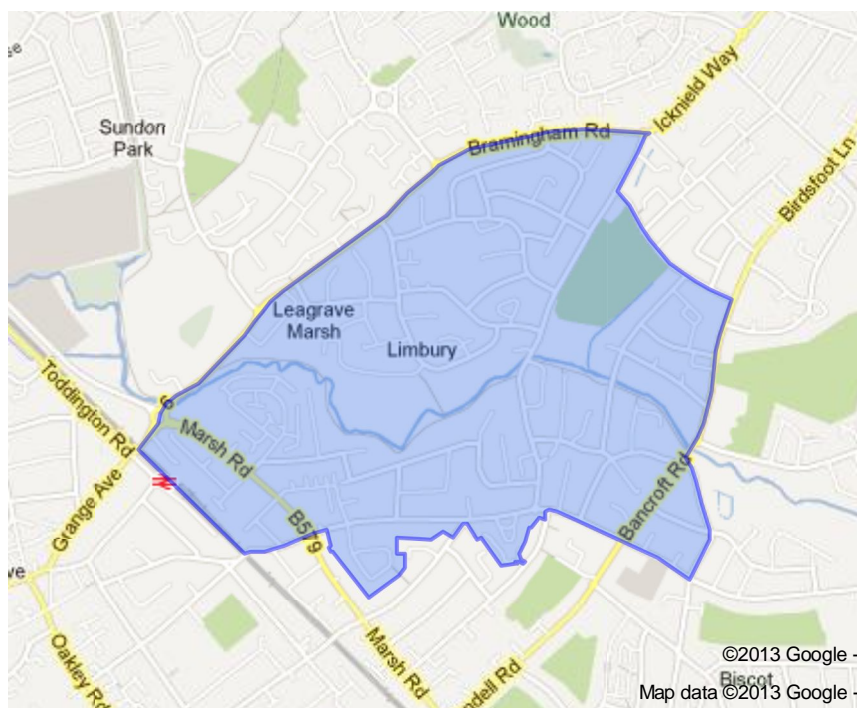 Wood
Icknield Way
Sundon
Park
Bramingham Rd
Birdsfoot Ln
Leagrave
Marsh
Limbury
Toddington Rd
Marsh Rd
Grange Ave
B579
Bancroft Rd
Oakley Rd
Marsh Rd
ndell Rd
©2013 Google -
Biscot
Map data ©2013 Google -